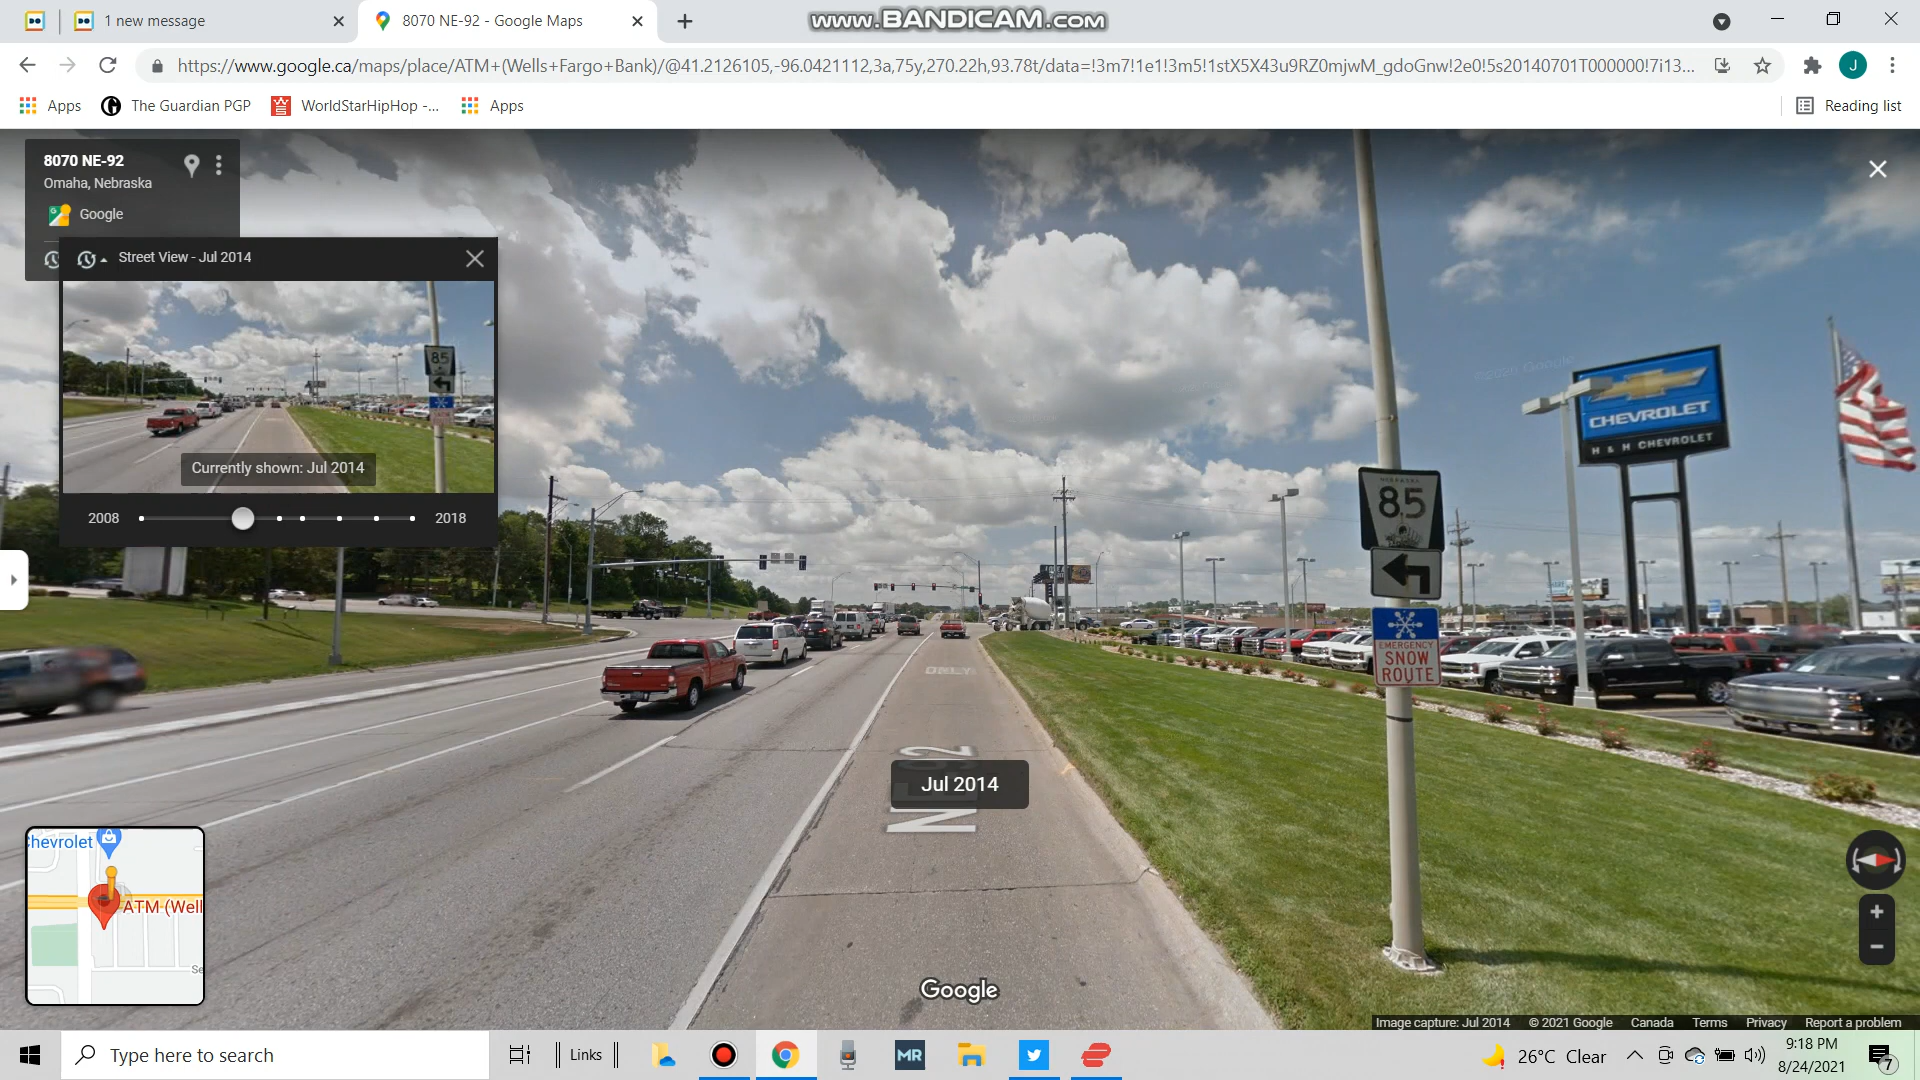 1 new message
8070 NE-92 - Google Maps
www.BANDICAM.com
https://www.google.ca/maps/place/ATM+(Wells+Fargo+Bank)/@41.2126105,-96.0421112,3a,75y,270.22h,93.78t/data=!3m7!1e1!3m5!1stX5X43u9RZ0mjwM_gdoGnw!2e0!5s20140701T000000!7i13...
J
Apps
The Guardian PGP
WorldStarHipHop -...
Apps
Reading list
8070 NE-92
Omaha, Nebraska
Google
Street View - Jul 2014
85
Currently shown: Jul 2014
2008
2018
CHEVROLET
H & H CHEVROLET
NEBRASKA
85
EMERGENCY
SNOW
ROUTE
ONLY
Jul 2014
Chevrolet
ATM (Well
Se
Google
Image capture: Jul 2014
© 2021 Google
Canada
Terms
Privacy
Report a problem
Type here to search
Links
MR
26°C Clear
9:18 PM
8/24/2021
7